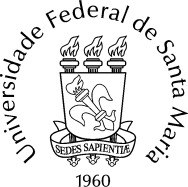 Universidade Federal de Santa Maria
SEDES SAPIENTIÆ
1960